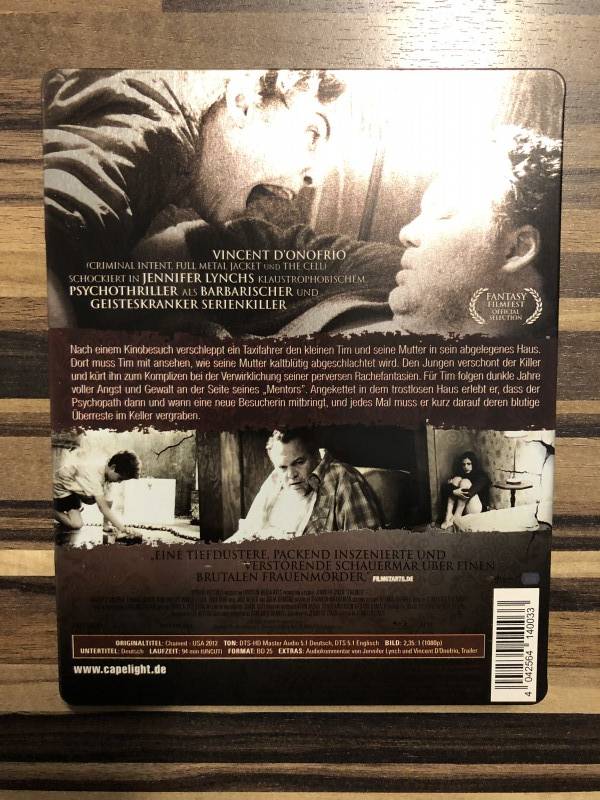 VINCENT D'ONOFRIO
(CRIMINAL INTENT, FULL METAL JACKET UND THE CELL)
SCHOCKIERT IN JENNIFER LYNCHS KLAUSTROPHOBISCHEM
PSYCHOTHRILLER ALS BARBARISCHER UND
GEISTESKRANKER SERIENKILLER
FANTASY
FILMFEST
OFFICIAL
SELECTION
Nach einem Kinobesuch verschleppt ein Taxifahrer den kleinen Tim und seine Mutter in sein abgelegenes Haus.
Dort muss Tim mit ansehen, wie seine Mutter kaltblütig abgeschlachtet wird. Den Jungen verschont der Killer
und kürt ihn zum Komplizen bei der Verwirklichung seiner perversen Rachefantasien. Für Tim folgen dunkle Jahre
voller Angst und Gewalt an der Seite seines „Mentors“. Angekettet in dem trostlosen Haus erlebt er, dass der
Psychopath dann und wann eine neue Besucherin mitbringt, und jedes Mal muss er kurz darauf deren blutige
Überreste im Keller vergraben.
„EINE TIEFDÜSTERE, PACKEND INSZENIERTE UND
VERSTÖRENDE SCHAUERMÄR ÜBER EINEN
BRUTALEN FRAUENMÖRDER.“ FILMSTARTS.DE
ORIGINALTITEL: Chained - USA 2012 TON: DTS-HD Master Audio 5.1 Deutsch, DTS 5.1 Englisch BILD: 2,35:1 (1080p)
UNTERTITEL: Deutsch LAUFZEIT: 94 min (UNCUT) FORMAT: BD 25 EXTRAS: Audiokommentar von Jennifer Lynch und Vincent D'Onofrio, Trailer
www.capelight.de
4 042564 140033